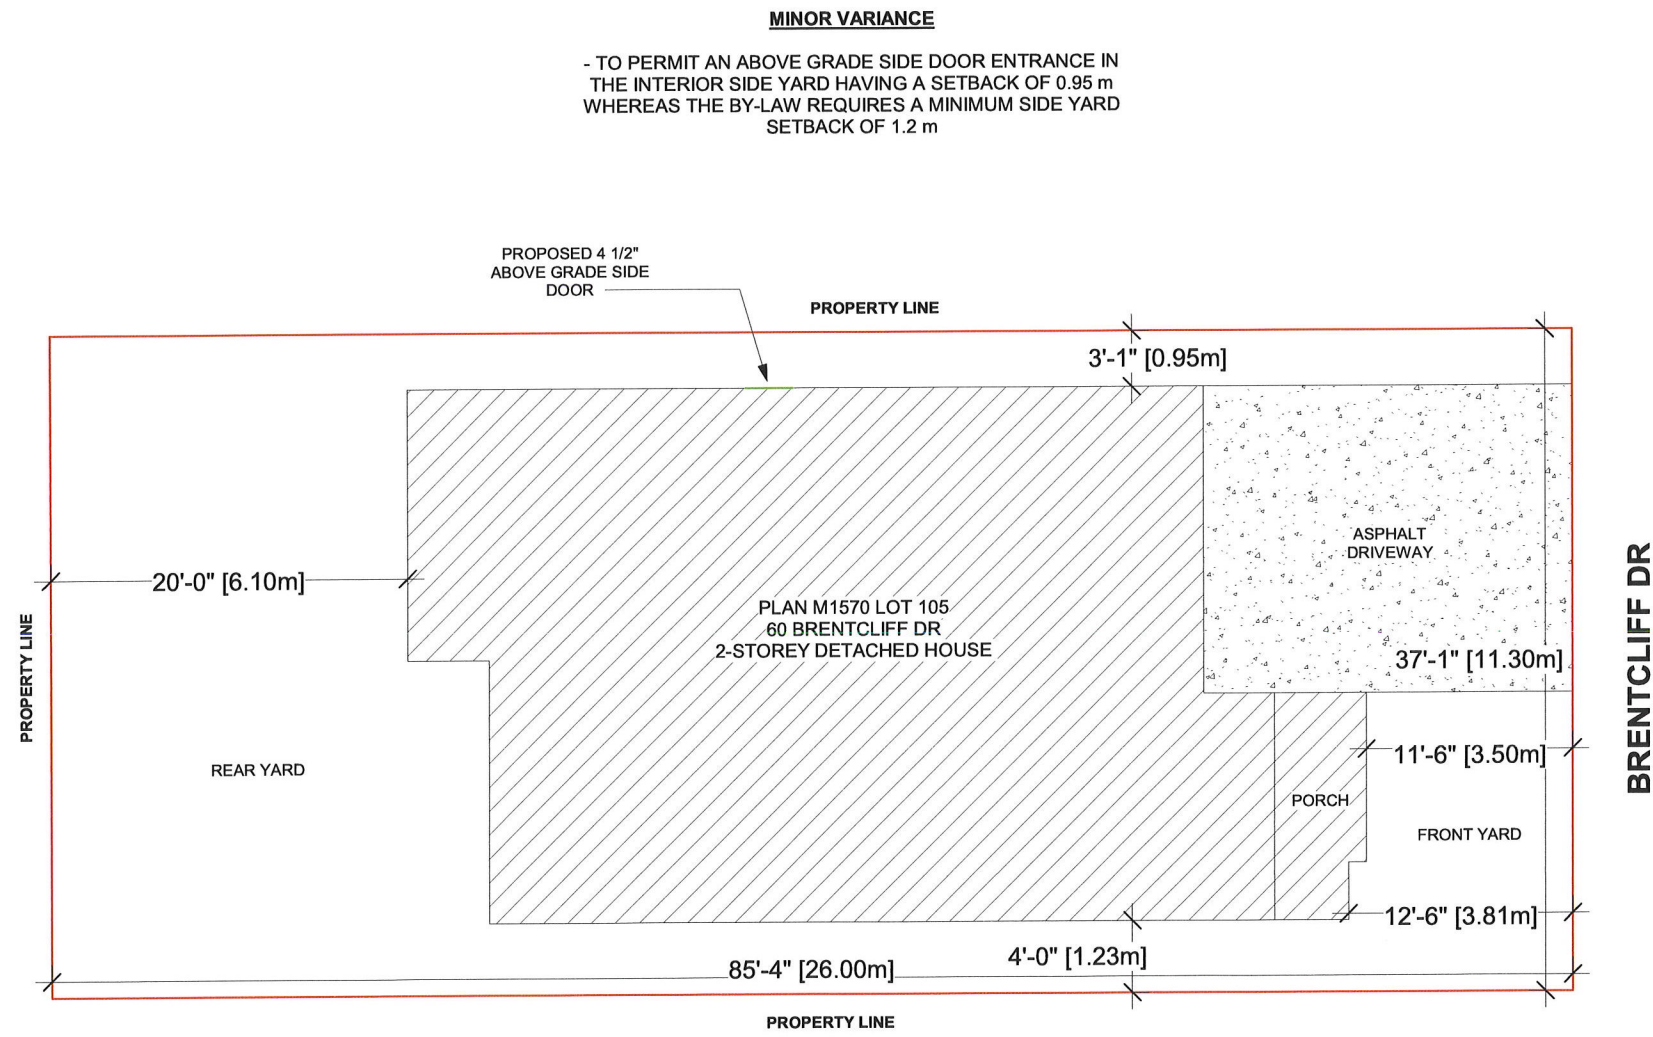 MINOR VARIANCE
- TO PERMIT AN ABOVE GRADE SIDE DOOR ENTRANCE IN
THE INTERIOR SIDE YARD HAVING A SETBACK OF 0.95 m
WHEREAS THE BY-LAW REQUIRES A MINIMUM SIDE YARD
SETBACK OF 1.2 m
PROPOSED 4 1/2"
ABOVE GRADE SIDE
DOOR
PROPERTY LINE
3'-1" [0.95m]
ASPHALT
DRIVEWAY
20'-0" [6.10m]
PLAN M1570 LOT 105
60 BRENTCLIFF DR
2-STOREY DETACHED HOUSE
37'-1" [11.30m]
BRENTCLIFF DR
PROPERTY LINE
11'-6" [3.50m]
REAR YARD
PORCH
FRONT YARD
12'-6" [3.81m]
4'-0" [1.23m]
85'-4" [26.00m]
PROPERTY LINE